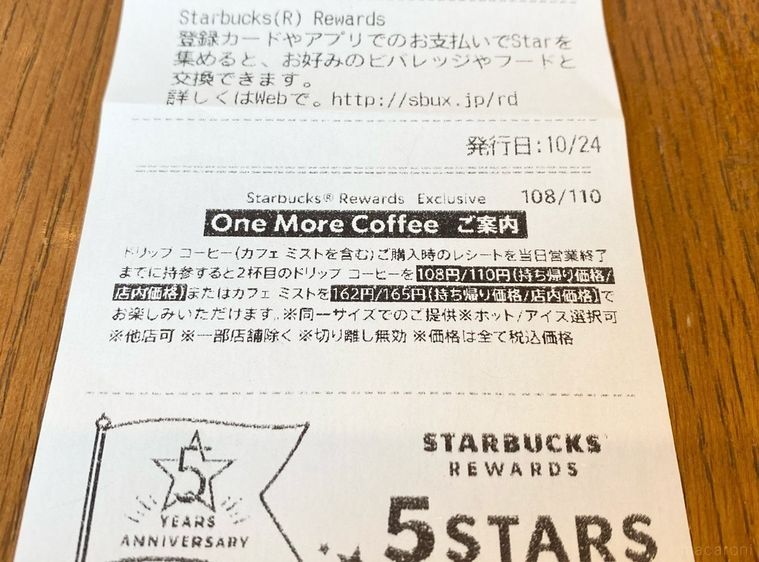 Starbucks(R) Rewards
登録カードやアプリでのお支払いでStarを
集めると、お好みのビバレッジやフードと
交換できます。
詳しくはWebで。http://sbux.jp/rd
発行日:10/24
Starbucks® Rewards Exclusive 108/110
One More Coffee ご案内
ドリップ コーヒー(カフェ ミストを含む)ご購入時のレシートを当日営業終了
までに持参すると2杯目のドリップ コーヒーを108円/110円(持ち帰り価格/
店内価格)またはカフェ ミストを162円/165円(持ち帰り価格/店内価格)で
お楽しみいただけます。※同一サイズでのご提供※ホット/アイス選択可
※他店可 ※一部店舗除く ※切り離し無効 ※価格は全て税込価格
5
YEARS
ANNIVERSARY
STARBUCKS
REWARDS
5STARS
macaroni